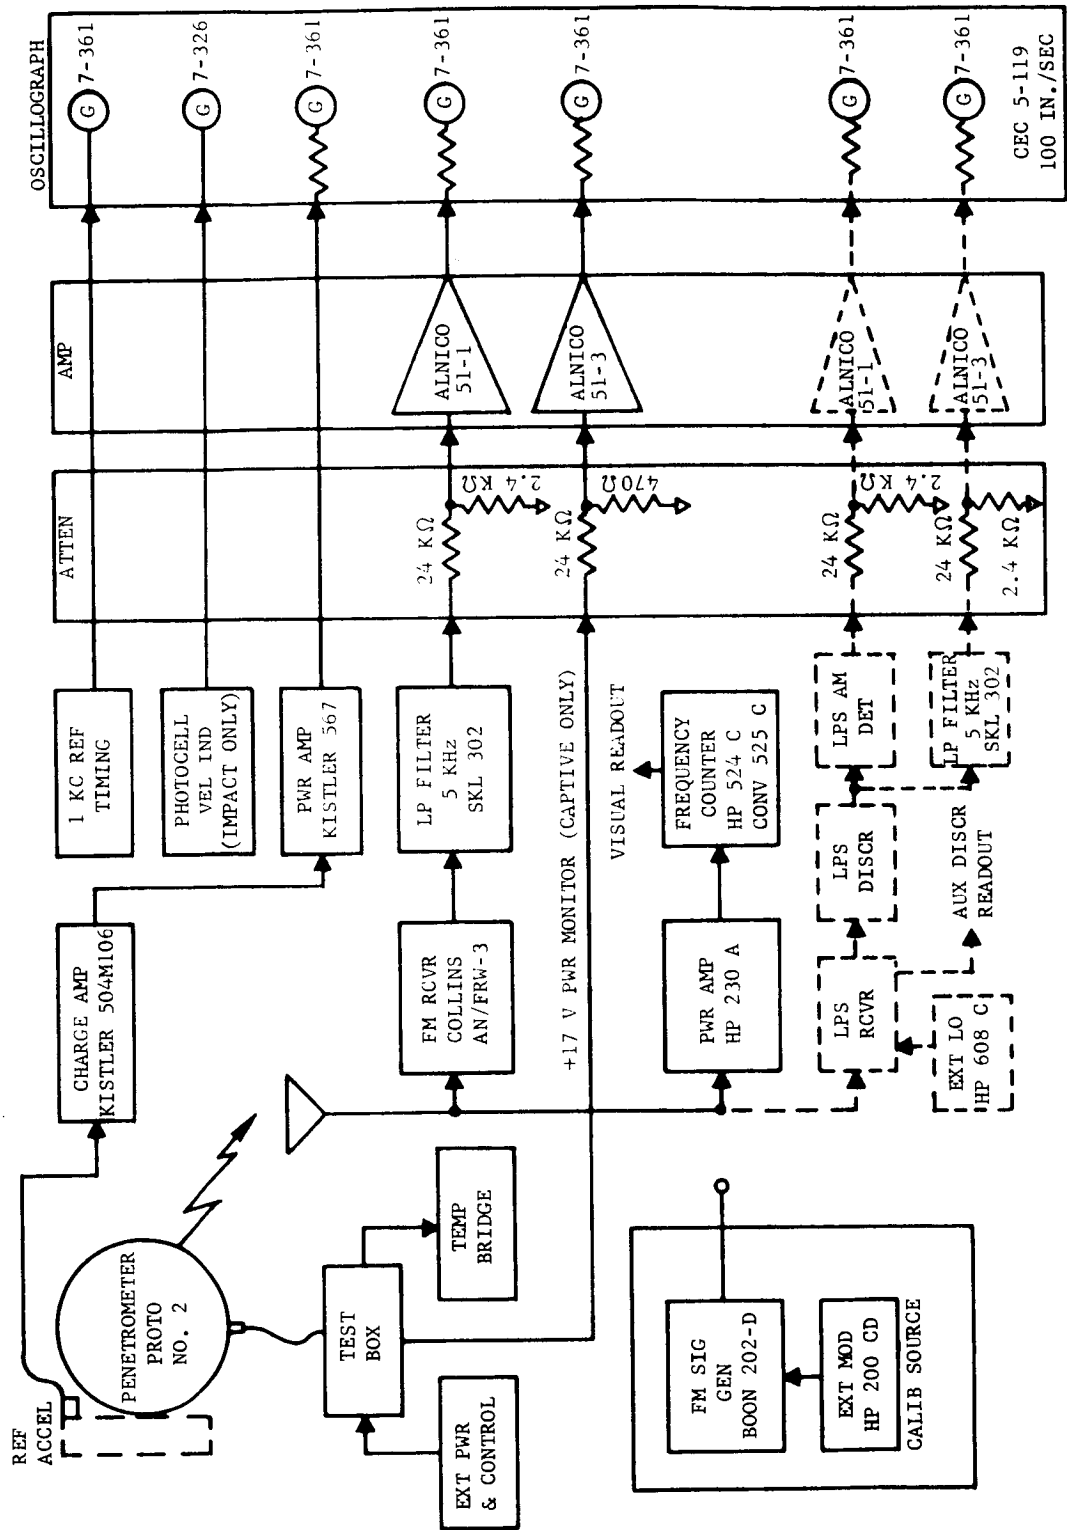 REF
ACCEL
PENETROMETER
PROTO
NO. 2
EXT PWR
& CONTROL
TEST
BOX
TEMP
BRIDGE
CHARGE AMP
KISTLER 504M106
1 KC REF
TIMING
PHOTOCELL
VEL IND
(IMPACT ONLY)
PWR AMP
KISTLER 567
FM RCVR
COLLINS
AN/FRW-3
LP FILTER
5 KHz
SKL 302
+17 V PWR MONITOR (CAPTIVE ONLY)
VISUAL READOUT
PWR AMP
HP 230 A
FREQUENCY
COUNTER
HP 524 C
CONV 525 C
LPS
RCVR
LPS
DISCR
LPS AM
DET
EXT LO
HP 608 C
AUX DISCR
READOUT
LP FILTER
5 KHz
SKL 302
FM SIG
GEN
BOON 202-D
EXT MOD
HP 200 CD
CALIB SOURCE
ATTEN
24 KΩ
2.4 KΩ
24 KΩ
470Ω
24 KΩ
2.4 KΩ
24 KΩ
2.4 KΩ
AMP
ALNICO
51-1
ALNICO
51-3
ALNICO
51-1
ALNICO
51-3
OSCILLOGRAPH
G 7-361
G 7-326
G 7-361
G 7-361
G 7-361
G 7-361
G 7-361
CEC 5-119
100 IN./SEC